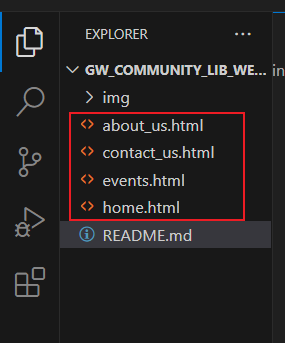 EXPLORER
GW_COMMUNITY_LIB_WE...
img
about_us.html
contact_us.html
events.html
home.html
README.md